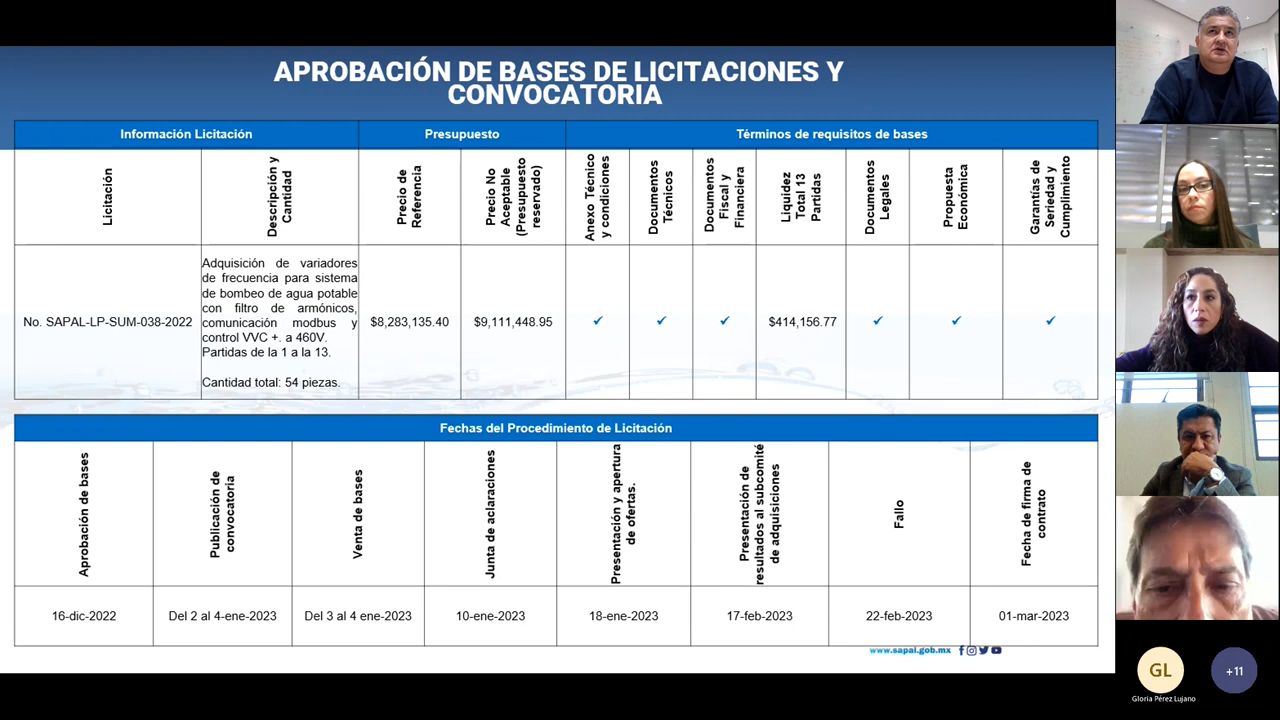 APROBACIÓN DE BASES DE LICITACIONES Y
CONVOCATORIA
Información Licitación
Presupuesto
Términos de requisitos de bases
Licitación
Descripción y
Cantidad
Precio de
Referencia
Precio No
Aceptable
(Presupuesto
reservado)
Anexo Técnico
y condiciones
Documentos
Técnicos
Documentos
Fiscal y
Financiera
Liquidez
Total 13
Partidas
Documentos
Legales
Propuesta
Económica
Garantías de
Seriedad y
Cumplimiento
No. SAPAL-LP-SUM-038-2022
Adquisición de variadores
de frecuencia para sistema
de bombeo de agua potable
con filtro de armónicos,
comunicación modbus y
control VVC +. a 460V.
Partidas de la 1 a la 13.
Cantidad total: 54 piezas.
$8,283,135.40
$9,111,448.95
✓
✓
✓
$414,156.77
✓
✓
✓
Fechas del Procedimiento de Licitación
Aprobación de bases
Publicación de
convocatoria
Venta de bases
Junta de aclaraciones
Presentación y apertura
de ofertas.
Presentación de
resultados al subcomité
de adquisiciones
Fallo
Fecha de firma de
contrato
16-dic-2022
Del 2 al 4-ene-2023
Del 3 al 4 ene-2023
10-ene-2023
18-ene-2023
17-feb-2023
22-feb-2023
01-mar-2023
www.sapal.gob.mx
GL
+11
Gloria Pérez Lujano